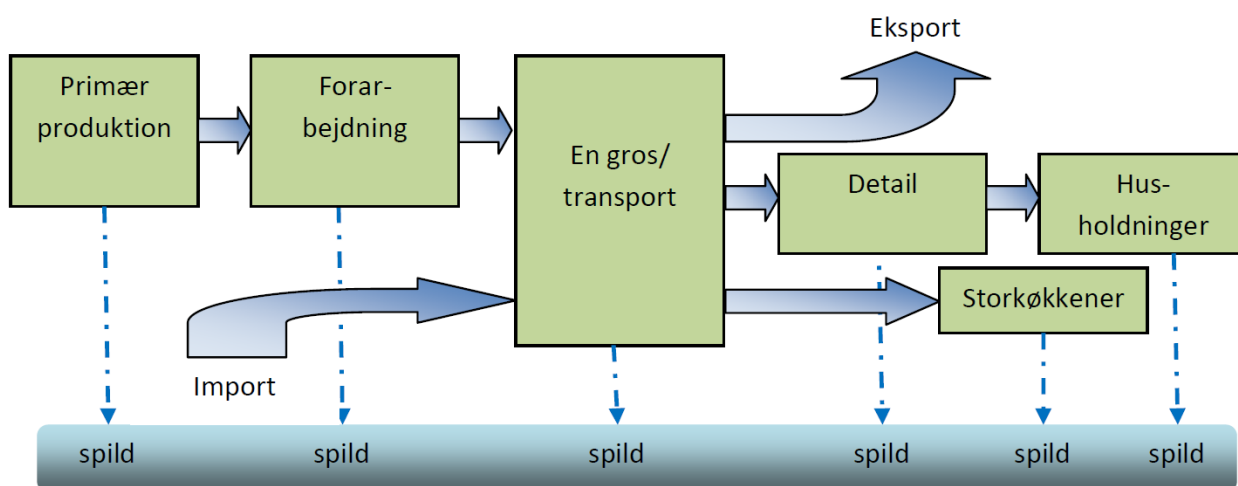 Eksport
Primær
produktion
Forar-
bejdning
En gros/
transport
Detail
Hus-
holdninger
Storkøkkener
Import
spild
spild
spild
spild
spild
spild